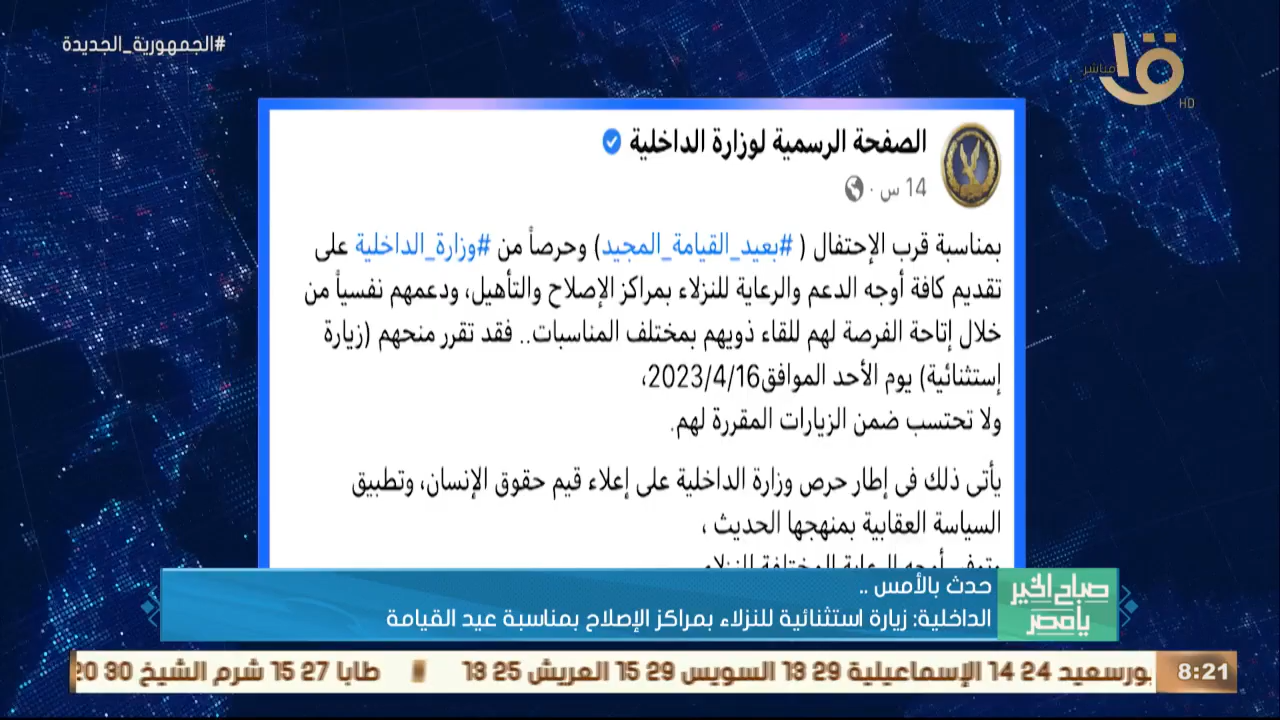 #الجمهورية_الجديدة
مباشر
HD
الصفحة الرسمية لوزارة الداخلية
14 س ·
بمناسبة قرب الإحتفال ( #بعيد_القيامة_المجيد) وحرصاً من #وزارة_الداخلية على
تقديم كافة أوجه الدعم والرعاية للنزلاء بمراكز الإصلاح والتأهيل، ودعمهم نفسياً من
خلال إتاحة الفرصة لهم للقاء ذويهم بمختلف المناسبات.. فقد تقرر منحهم (زيارة
إستثنائية) يوم الأحد الموافق2023/4/16،
ولا تحتسب ضمن الزيارات المقررة لهم.
يأتى ذلك فى إطار حرص وزارة الداخلية على إعلاء قيم حقوق الإنسان، وتطبيق
السياسة العقابية بمنهجها الحديث ،
صباح الخير
يا مصر
حدث بالأمس ..
الداخلية: زيارة استثنائية للنزلاء بمراكز الإصلاح بمناسبة عيد القيامة
8:21
بورسعيد 24 14 الإسماعيلية 29 13 السويس 29 15 العريش 25 13 طابا 27 15 شرم الشيخ 30 20